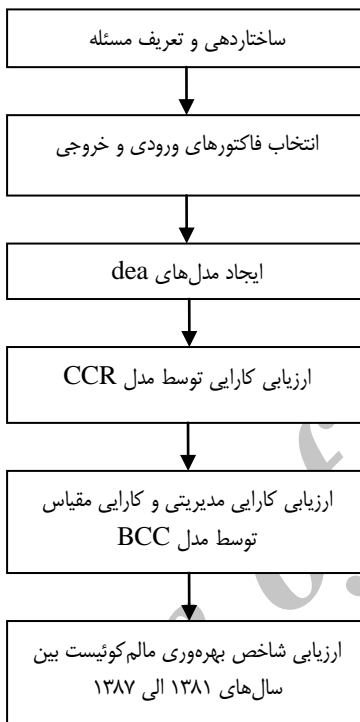 ساختاردهی و تعریف مسئله
انتخاب فاکتورهای ورودی و خروجی
ایجاد مدل‌های dea
ارزیابی کارایی توسط مدل CCR
ارزیابی کارایی مدیریتی و کارایی مقیاس
توسط مدل BCC
ارزیابی شاخص بهره‌وری مالم‌کوئیست بین
سال‌های ۱۳۸۱ الی ۱۳۸۷